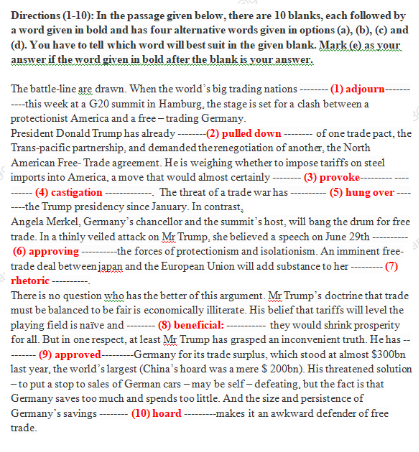 Directions (1-10): In the passage given below, there are 10 blanks, each followed by
a word given in bold and has four alternative words given in options (a), (b), (c) and
(d). You have to tell which word will best suit in the given blank. Mark (e) as your
answer if the word given in bold after the blank is your answer.
The battle-line are drawn. When the world's big trading nations -------- (1) adjourn-------
----this week at a G20 summit in Hamburg, the stage is set for a clash between a
protectionist America and a free – trading Germany.
President Donald Trump has already --------(2) pulled down -------- of one trade pact, the
Trans-pacific partnership, and demanded therenegotiation of another, the North
American Free- Trade agreement. He is weighing whether to impose tariffs on steel
imports into America, a move that would almost certainly -------- (3) provoke---------- ----
------ (4) castigation -------------. The threat of a trade war has ---------- (5) hung over ----
----the Trump presidency since January. In contrast,
Angela Merkel, Germany's chancellor and the summit's host, will bang the drum for free
trade. In a thinly veiled attack on Mr Trump, she believed a speech on June 29th ----------
(6) approving ----------the forces of protectionism and isolationism. An imminent free-
trade deal between japan and the European Union will add substance to her --------- (7)
rhetoric ----------.
There is no question who has the better of this argument. Mr Trump's doctrine that trade
must be balanced to be fair is economically illiterate. His belief that tariffs will level the
playing field is naïve and -------- (8) beneficial: ----------- they would shrink prosperity
for all. But in one respect, at least Mr Trump has grasped an inconvenient truth. He has --
------- (9) approved---------Germany for its trade surplus, which stood at almost $300bn
last year, the world's largest (China's hoard was a mere $ 200bn). His threatened solution
– to put a stop to sales of German cars – may be self – defeating, but the fact is that
Germany saves too much and spends too little. And the size and persistence of
Germany's savings -------- (10) hoard ---------makes it an awkward defender of free
trade.